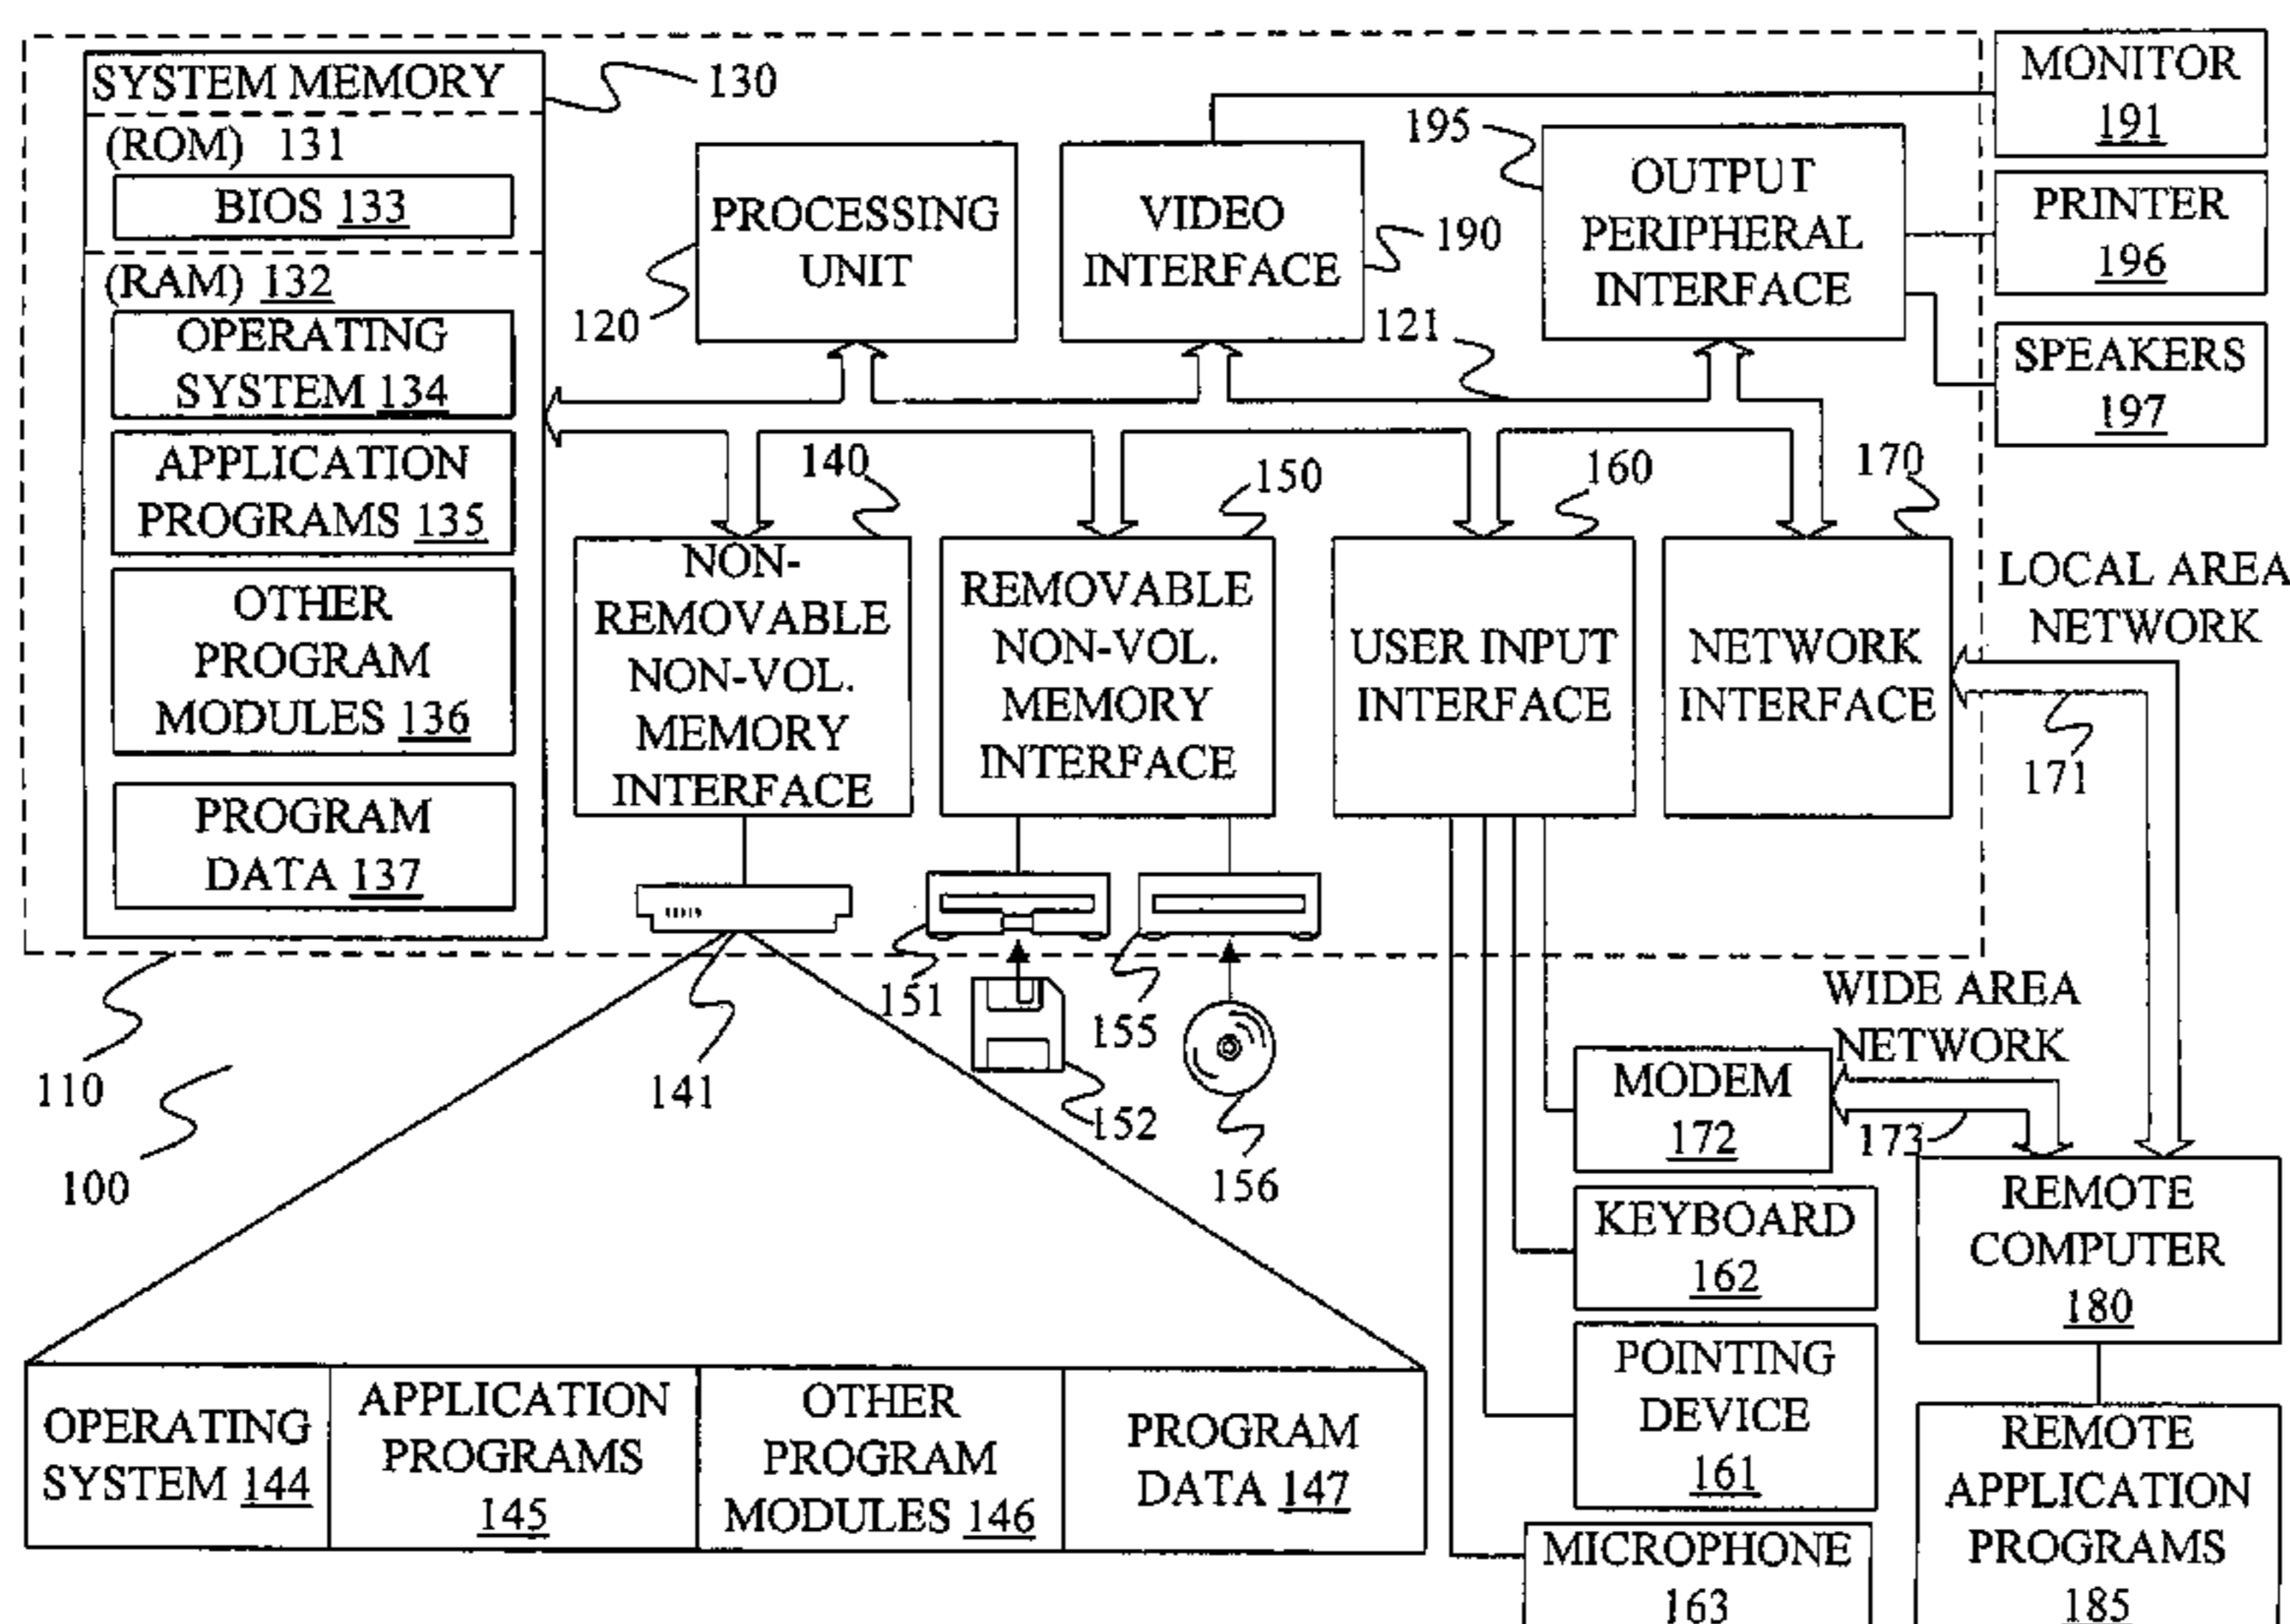 SYSTEM MEMORY
130
(ROM) 131
BIOS 133
(RAM) 132
OPERATING
SYSTEM 134
APPLICATION
PROGRAMS 135
OTHER
PROGRAM
MODULES 136
PROGRAM
DATA 137
PROCESSING
UNIT
120
VIDEO
INTERFACE
190
121
195
OUTPUT
PERIPHERAL
INTERFACE
MONITOR
191
PRINTER
196
SPEAKERS
197
140
NON-
REMOVABLE
NON-VOL.
MEMORY
INTERFACE
150
REMOVABLE
NON-VOL.
MEMORY
INTERFACE
160
USER INPUT
INTERFACE
170
NETWORK
INTERFACE
LOCAL AREA
NETWORK
171
110
100
141
151
152
155
156
WIDE AREA
NETWORK
173
MODEM
172
KEYBOARD
162
POINTING
DEVICE
161
MICROPHONE
163
REMOTE
COMPUTER
180
REMOTE
APPLICATION
PROGRAMS
185
OPERATING
SYSTEM 144
APPLICATION
PROGRAMS
145
OTHER
PROGRAM
MODULES 146
PROGRAM
DATA 147